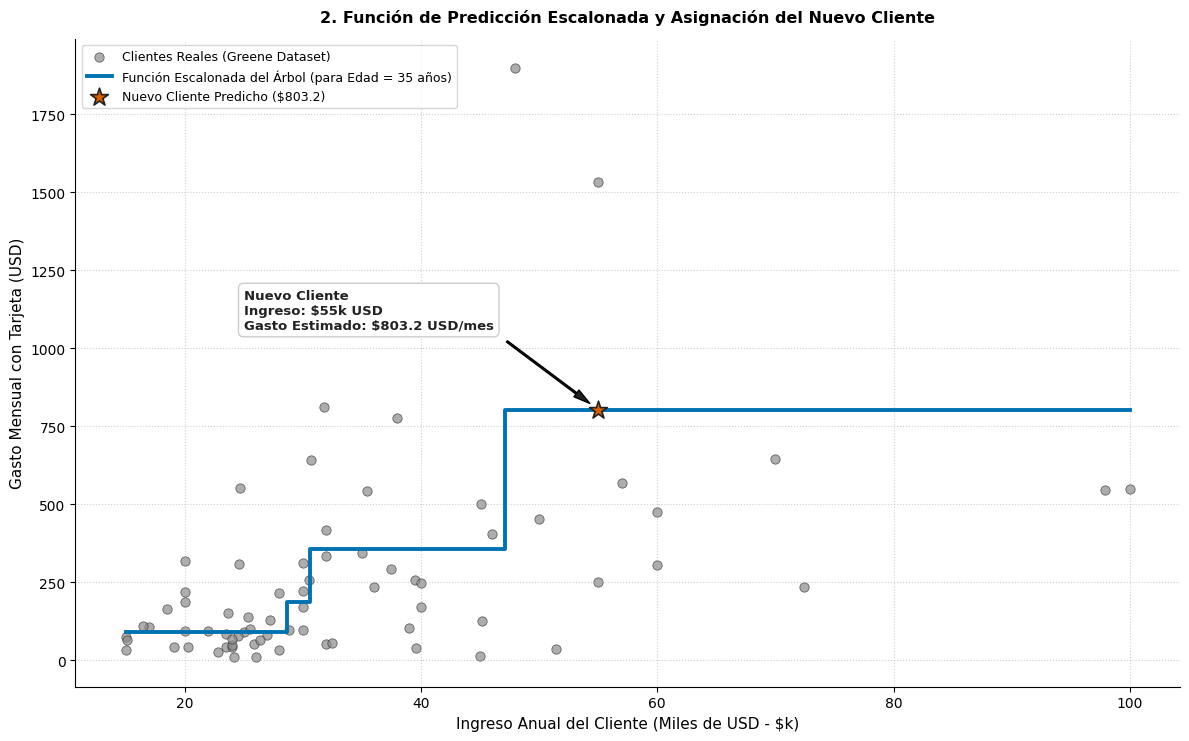 2. Función de Predicción Escalonada y Asignación del Nuevo Cliente
Clientes Reales (Greene Dataset)
Función Escalonada del Árbol (para Edad = 35 años)
Nuevo Cliente Predicho ($803.2)
Gasto Mensual con Tarjeta (USD)
1750
1500
1250
1000
750
500
250
0
Nuevo Cliente
Ingreso: $55k USD
Gasto Estimado: $803.2 USD/mes
20
40
60
80
100
Ingreso Anual del Cliente (Miles de USD - $k)